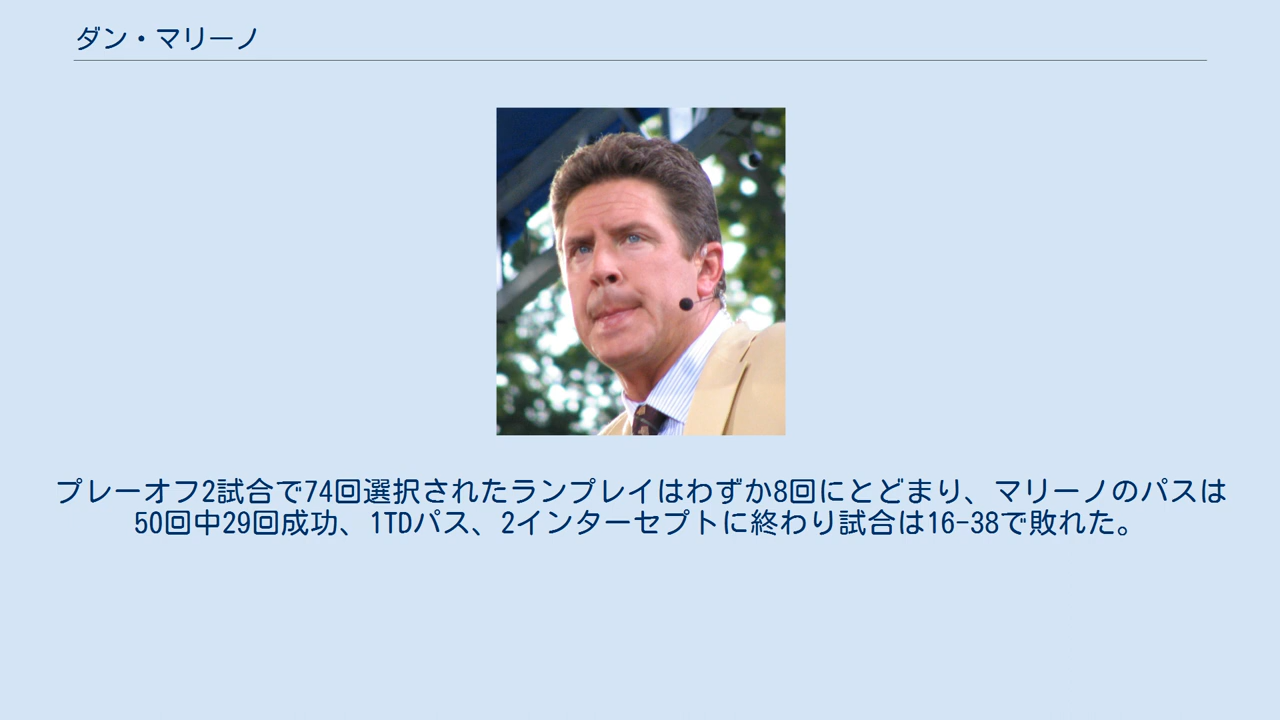 ダン・マリーノ
プレーオフ2試合で74回選択されたランプレイはわずか8回にとどまり、マリーノのパスは
50回中29回成功、1TDパス、2インターセプトに終わり試合は16-38で敗れた。